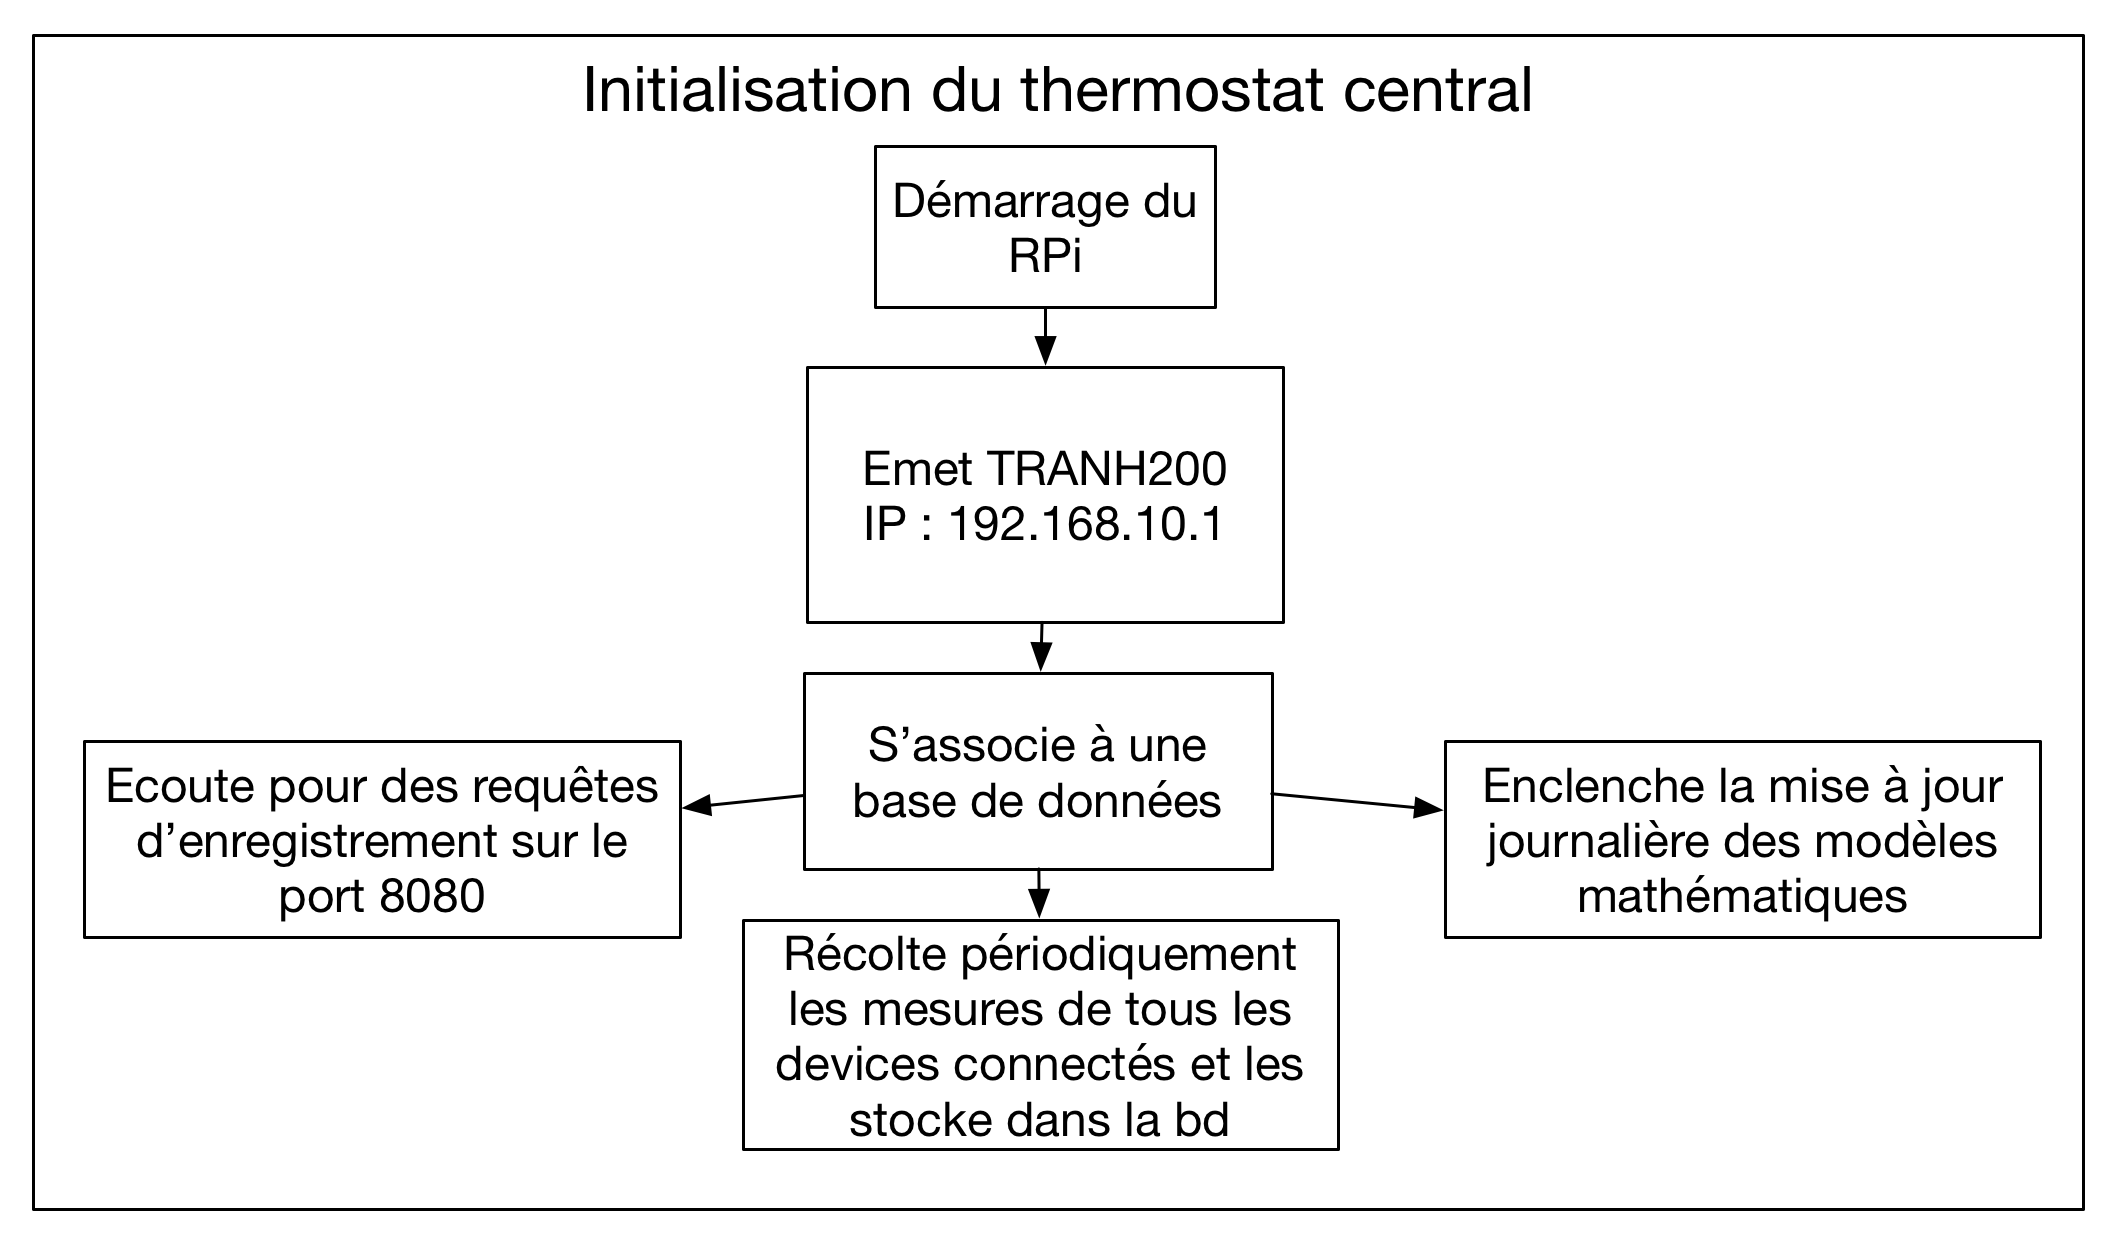 Initialisation du thermostat central
Démarrage du
RPi
Emet TRANH200
IP : 192.168.10.1
S’associe à une
base de données
Ecoute pour des requêtes
d’enregistrement sur le
port 8080
Enclenche la mise à jour
journalière des modèles
mathématiques
Récolte périodiquement
les mesures de tous les
devices connectés et les
stocke dans la bd